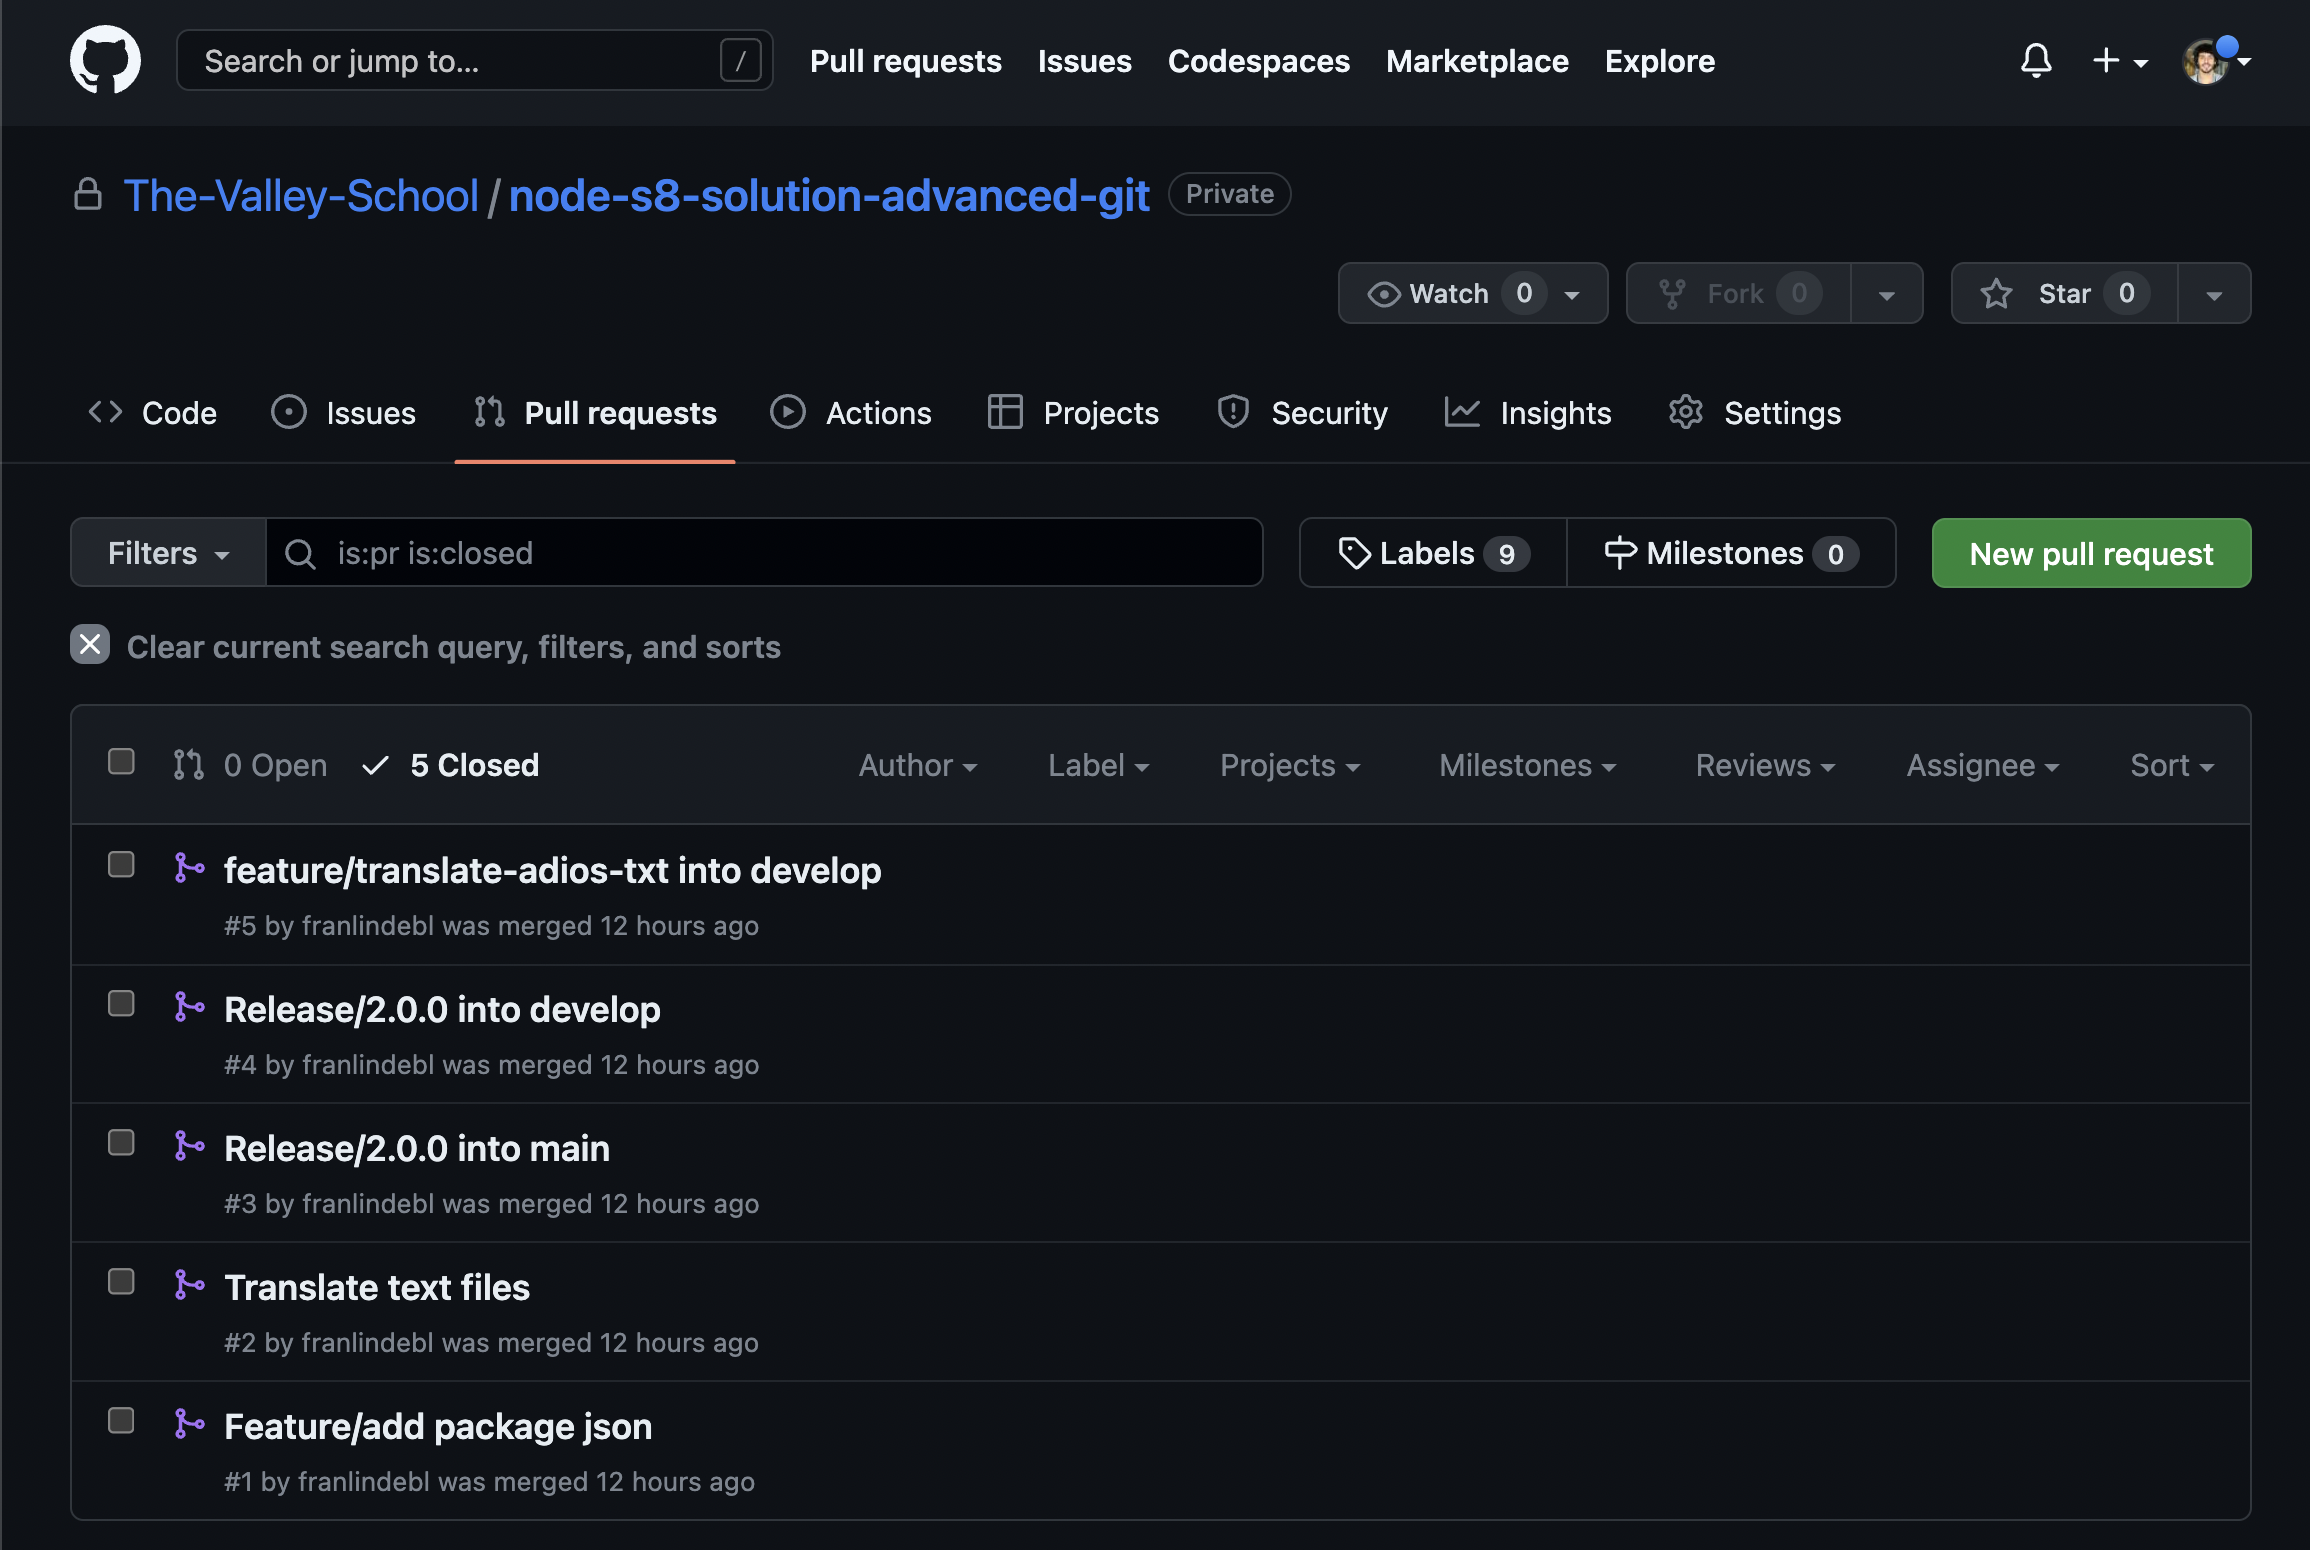 Search or jump to... / Pull requests Issues Codespaces Marketplace Explore
The-Valley-School / node-s8-solution-advanced-git Private
Watch 0 Fork 0 Star 0
Code Issues Pull requests Actions Projects Security Insights Settings
Filters is:pr is:closed Labels 9 Milestones 0 New pull request
Clear current search query, filters, and sorts
0 Open 5 Closed Author Label Projects Milestones Reviews Assignee Sort
feature/translate-adios-txt into develop
#5 by franlindebl was merged 12 hours ago
Release/2.0.0 into develop
#4 by franlindebl was merged 12 hours ago
Release/2.0.0 into main
#3 by franlindebl was merged 12 hours ago
Translate text files
#2 by franlindebl was merged 12 hours ago
Feature/add package json
#1 by franlindebl was merged 12 hours ago